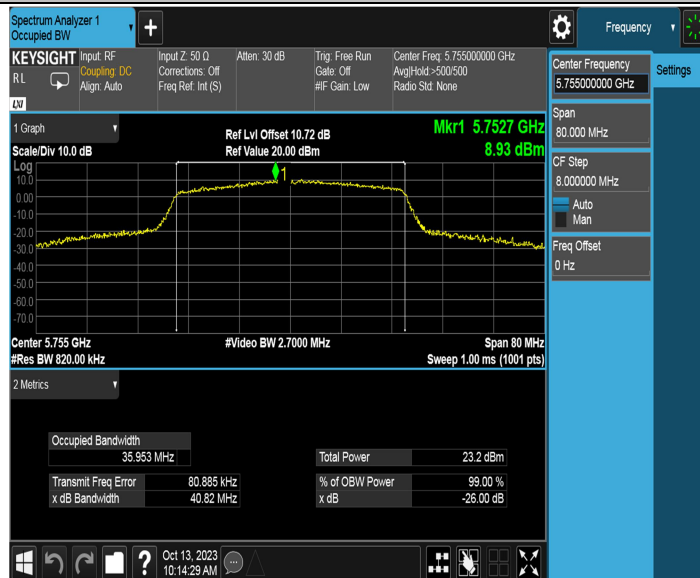 Spectrum Analyzer 1
Occupied BW
+
Frequency
KEYSIGHT
RL
LXI
Input: RF
Coupling: DC
Align: Auto
Input Z: 50 Ω
Corrections: Off
Freq Ref: Int (S)
Atten: 30 dB
Trig: Free Run
Gate: Off
#IF Gain: Low
Center Freq: 5.755000000 GHz
Avg|Hold:>500/500
Radio Std: None
Center Frequency
5.755000000 GHz
Settings
Span
80.000 MHz
CF Step
8.000000 MHz
Auto
Man
Freq Offset
0 Hz
1 Graph
Scale/Div 10.0 dB
Ref Lvl Offset 10.72 dB
Ref Value 20.00 dBm
Mkr1 5.7527 GHz
8.93 dBm
Log
10.0
0.00
-10.0
-20.0
-30.0
-40.0
-50.0
-60.0
-70.0
1
Center 5.755 GHz
#Res BW 820.00 kHz
#Video BW 2.7000 MHz
Span 80 MHz
Sweep 1.00 ms (1001 pts)
2 Metrics
Occupied Bandwidth
35.953 MHz
Total Power 23.2 dBm
Transmit Freq Error 80.885 kHz
% of OBW Power 99.00 %
x dB Bandwidth 40.82 MHz
x dB -26.00 dB
?
Oct 13, 2023
10:14:29 AM